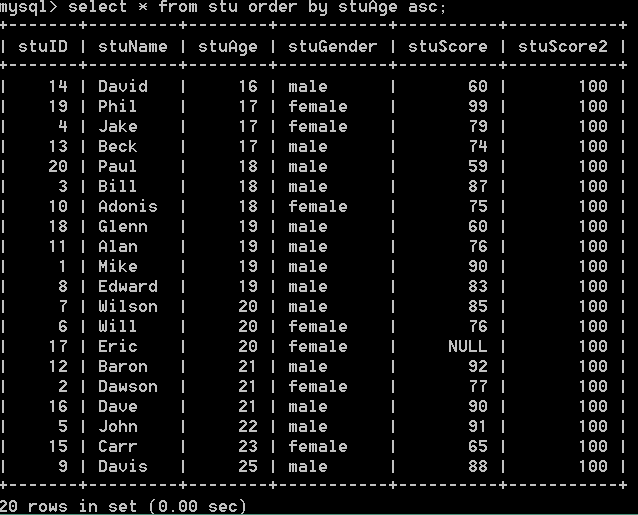 mysql> select * from stu order by stuAge asc;
+-------+---------+--------+-----------+----------+-----------+
| stuID | stuName | stuAge | stuGender | stuScore | stuScore2 |
+-------+---------+--------+-----------+----------+-----------+
| 14 | David | 16 | male | 60 | 100 |
| 19 | Phil | 17 | female | 99 | 100 |
| 4 | Jake | 17 | female | 79 | 100 |
| 13 | Beck | 17 | male | 74 | 100 |
| 20 | Paul | 18 | male | 59 | 100 |
| 3 | Bill | 18 | male | 87 | 100 |
| 10 | Adonis | 18 | female | 75 | 100 |
| 18 | Glenn | 19 | male | 60 | 100 |
| 11 | Alan | 19 | male | 76 | 100 |
| 1 | Mike | 19 | male | 90 | 100 |
| 8 | Edward | 19 | male | 83 | 100 |
| 7 | Wilson | 20 | male | 85 | 100 |
| 6 | Will | 20 | female | 76 | 100 |
| 17 | Eric | 20 | female | NULL | 100 |
| 12 | Baron | 21 | male | 92 | 100 |
| 2 | Dawson | 21 | female | 77 | 100 |
| 16 | Dave | 21 | male | 90 | 100 |
| 5 | John | 22 | male | 91 | 100 |
| 15 | Carr | 23 | female | 65 | 100 |
| 9 | Davis | 25 | male | 88 | 100 |
+-------+---------+--------+-----------+----------+-----------+
20 rows in set (0.00 sec)